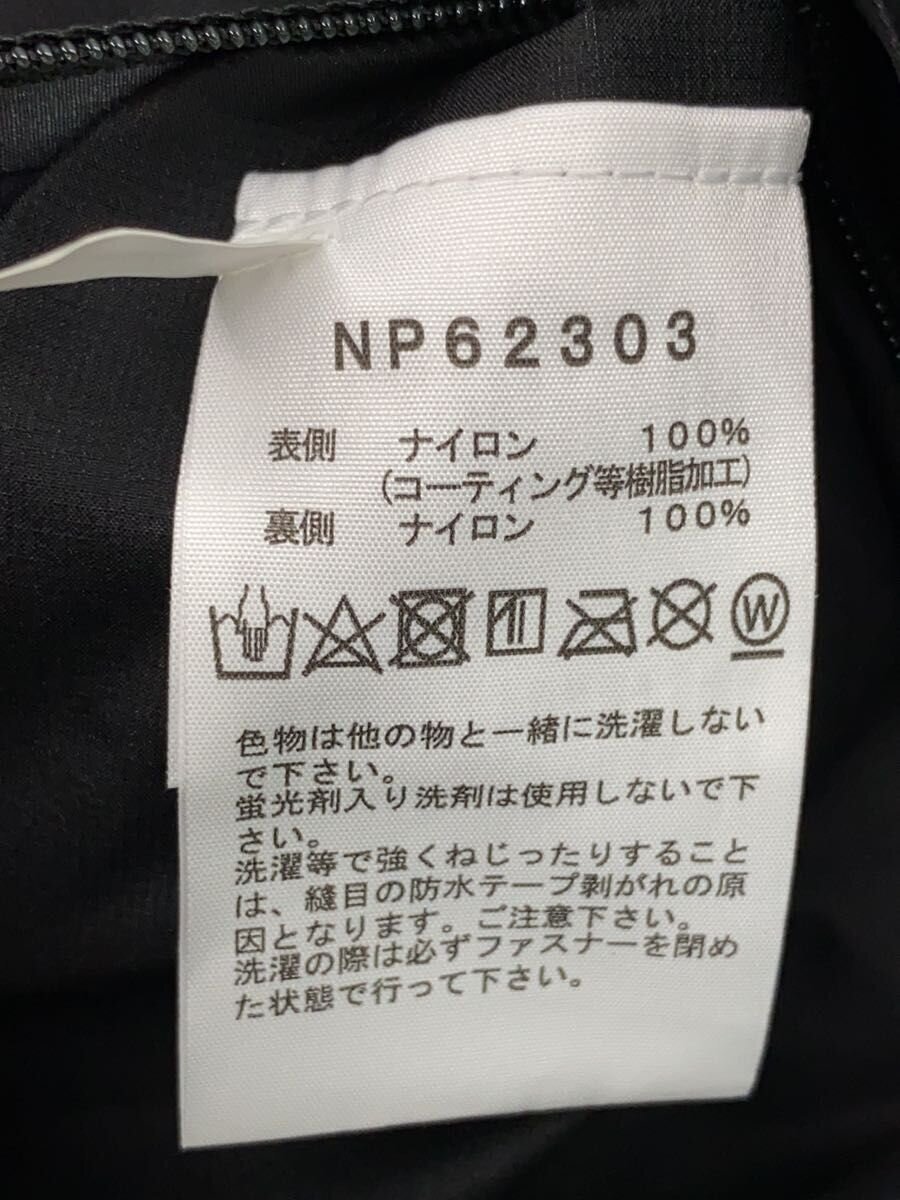 NP62303
表側 ナイロン 100%
(コーティング等樹脂加工)
裏側 ナイロン 100%
W
色物は他の物と一緒に洗濯しない
で下さい。
蛍光剤入り洗剤は使用しないで下
さい。
洗濯等で強くねじったりすること
は、縫目の防水テープ剥がれの原
因となります。ご注意下さい。
洗濯の際は必ずファスナーを閉め
た状態で行って下さい。